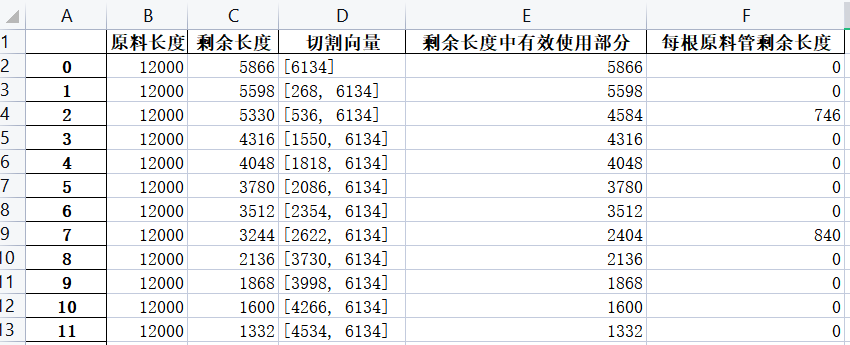 A B C D E F
1 原料长度 剩余长度 切割向量 剩余长度中有效使用部分 每根原料管剩余长度
2 0 12000 5866 [6134] 5866 0
3 1 12000 5598 [268, 6134] 5598 0
4 2 12000 5330 [536, 6134] 4584 746
5 3 12000 4316 [1550, 6134] 4316 0
6 4 12000 4048 [1818, 6134] 4048 0
7 5 12000 3780 [2086, 6134] 3780 0
8 6 12000 3512 [2354, 6134] 3512 0
9 7 12000 3244 [2622, 6134] 2404 840
10 8 12000 2136 [3730, 6134] 2136 0
11 9 12000 1868 [3998, 6134] 1868 0
12 10 12000 1600 [4266, 6134] 1600 0
13 11 12000 1332 [4534, 6134] 1332 0